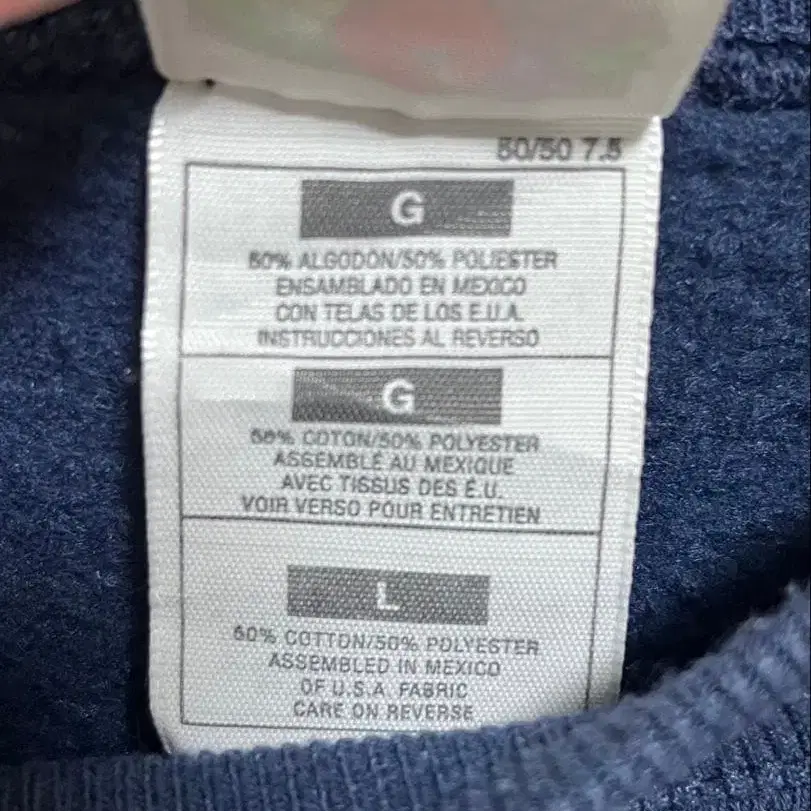 50/50 7.5
G
50% ALGODON/50% POLIESTER
ENSAMBLADO EN MEXICO
CON TELAS DE LOS E.U.A.
INSTRUCCIONES AL REVERSO
G
50% COTON/50% POLYESTER
ASSEMBLÉ AU MEXIQUE
AVEC TISSUS DES É.U.
VOIR VERSO POUR ENTRETIEN
L
50% COTTON/50% POLYESTER
ASSEMBLED IN MEXICO
OF U.S.A. FABRIC
CARE ON REVERSE